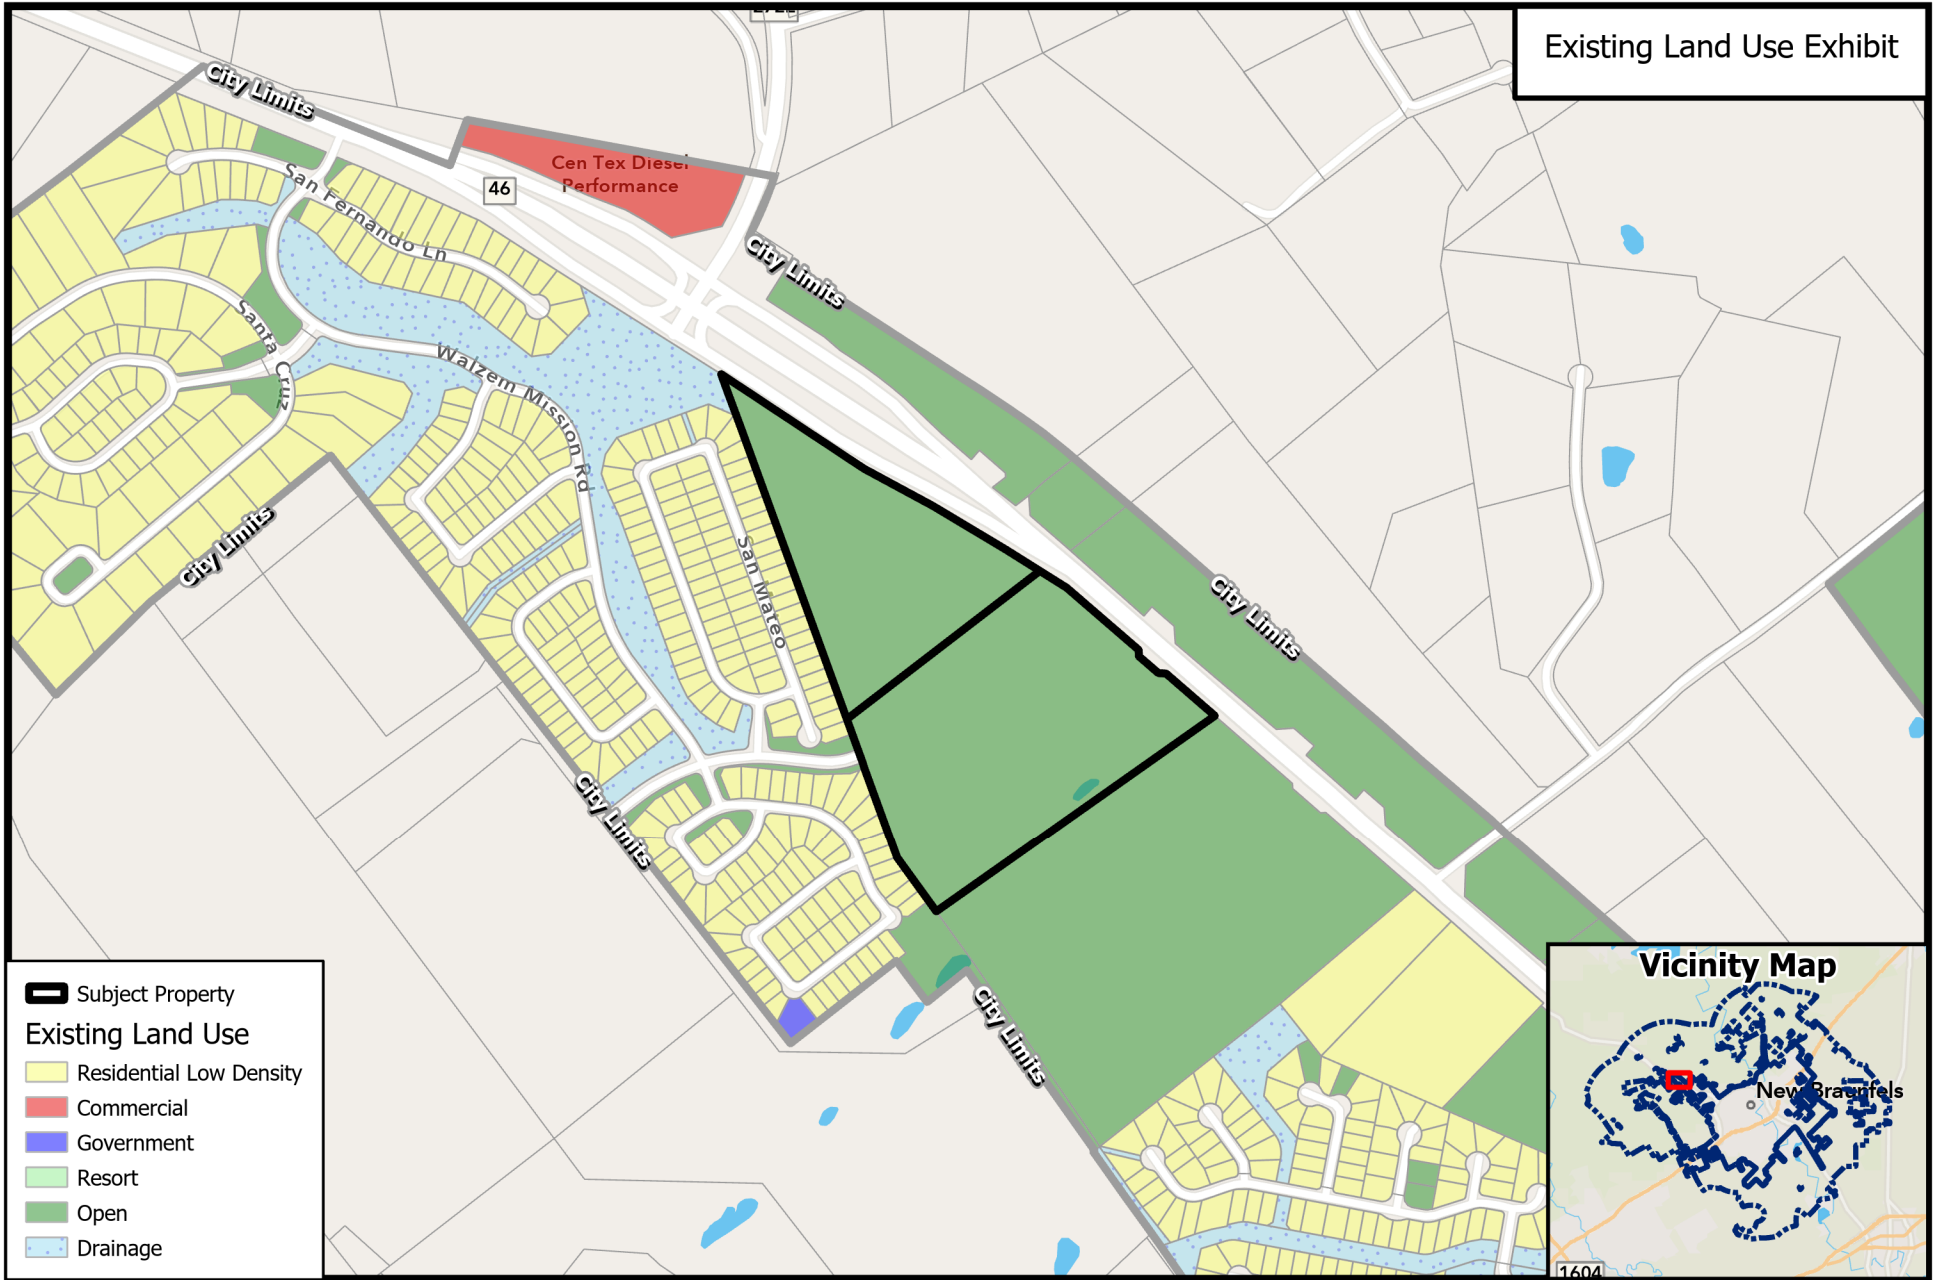 Existing Land Use Exhibit
2722
City Limits
Cen Tex Diesel
Performance
46
San Fernando Ln
City Limits
Santa Cruz
Walzem Mission Rd
San Mateo
City Limits
City Limits
City Limits
City Limits
Subject Property
Existing Land Use
Residential Low Density
Commercial
Government
Resort
Open
Drainage
Vicinity Map
New Braunfels
1604